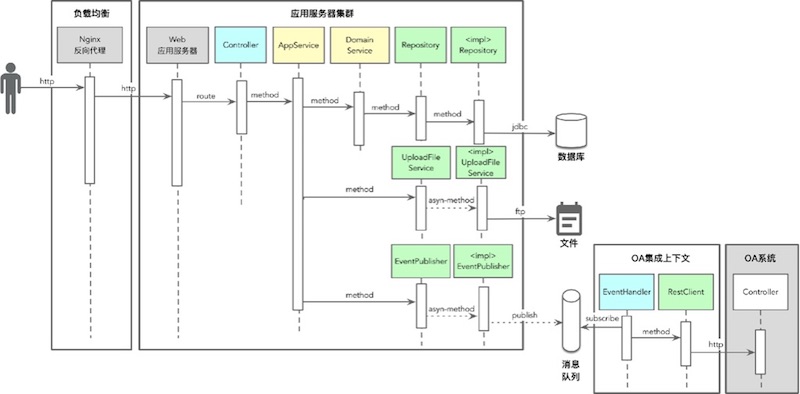 负载均衡
应用服务器集群
Nginx
反向代理
Web
应用服务器
Controller
AppService
Domain
Service
Repository
<impl>
Repository
http
http
route
method
method
method
method
jdbc
数据库
UploadFile
Service
<impl>
UploadFile
Service
method
asyn-method
ftp
文件
EventPublisher
<impl>
EventPublisher
method
asyn-method
publish
消息
队列
OA集成上下文
OA系统
EventHandler
RestClient
Controller
subscribe
method
http